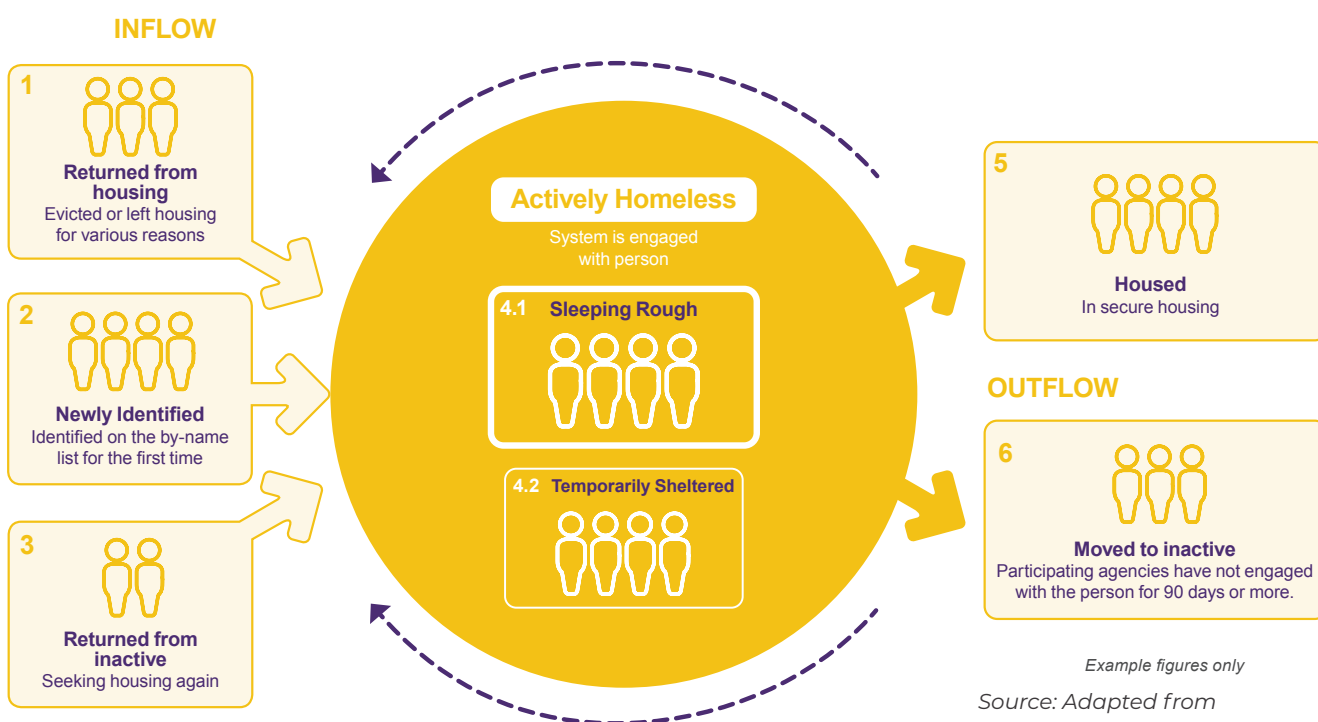 INFLOW
1
Returned from
housing
Evicted or left housing
for various reasons
2
Newly Identified
Identified on the by-name
list for the first time
3
Returned from
inactive
Seeking housing again
Actively Homeless
System is engaged
with person
4.1 Sleeping Rough
4.2 Temporarily Sheltered
5
Housed
In secure housing
OUTFLOW
6
Moved to inactive
Participating agencies have not engaged
with the person for 90 days or more.
Example figures only
Source: Adapted from